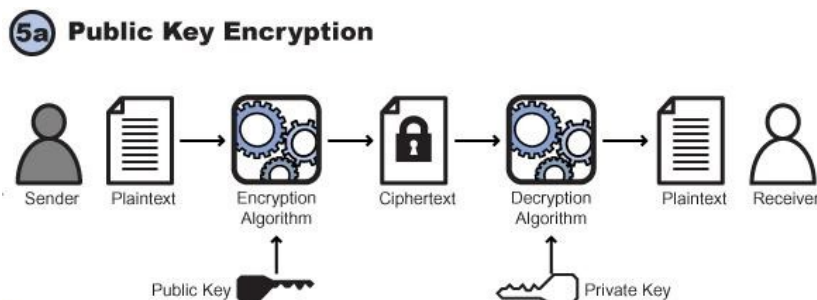 5a Public Key Encryption
Sender Plaintext Encryption Algorithm Ciphertext Decryption Algorithm Plaintext Receiver
Public Key Private Key